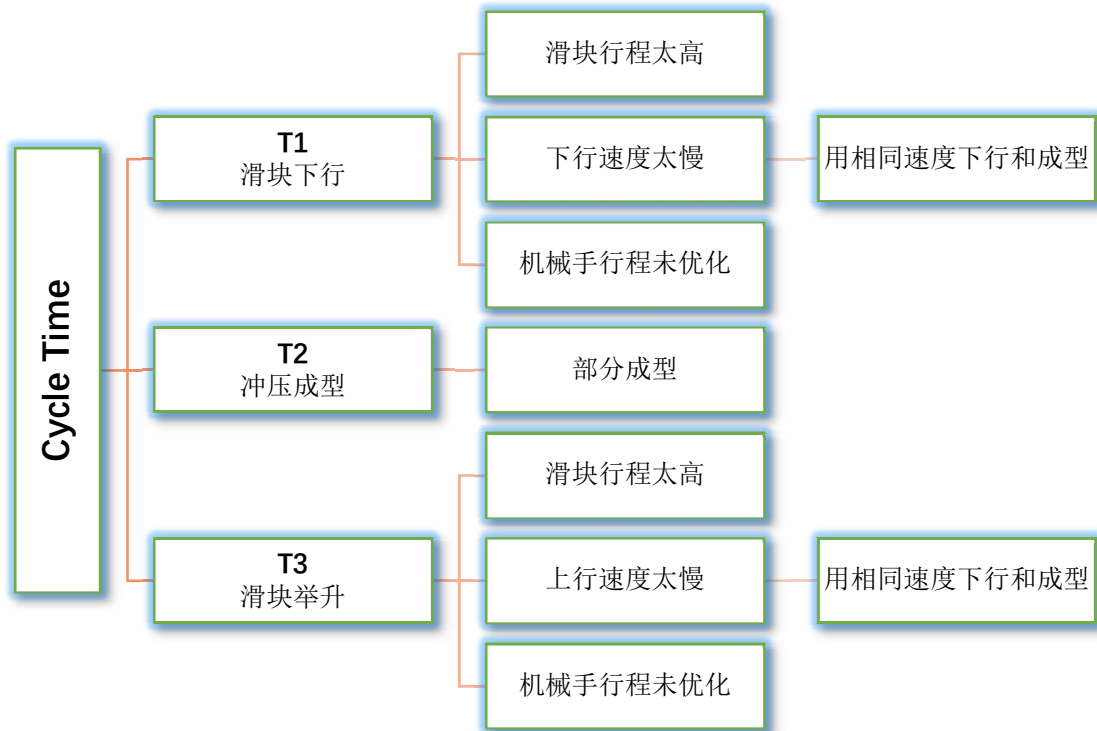 Cycle Time
T1
滑块下行
滑块行程太高
下行速度太慢
用相同速度下行和成型
机械手行程未优化
T2
冲压成型
部分成型
T3
滑块举升
滑块行程太高
上行速度太慢
用相同速度下行和成型
机械手行程未优化